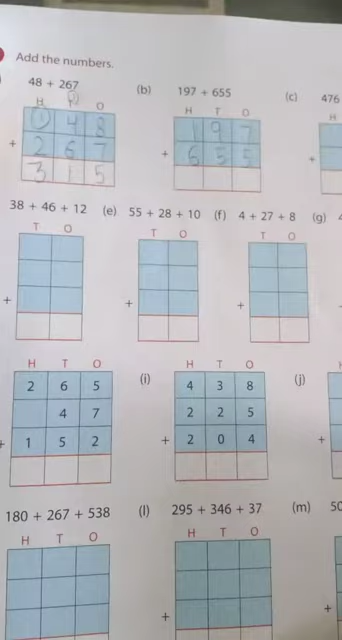 Add the numbers.
48 + 267 (b) 197 + 655 (c) 476
H O H T O H
1 4 8 1 9 7
+ 2 6 7 + 6 5 5 +
3 1 5
38 + 46 + 12 (e) 55 + 28 + 10 (f) 4 + 27 + 8 (g)
T O T O T O
+ + +
H T O H T O H
2 6 5 (i) 4 3 8 (j)
4 7 2 2 5
+ 1 5 2 + 2 0 4 +
180 + 267 + 538 (l) 295 + 346 + 37 (m) 50
H T O H T O
+ +